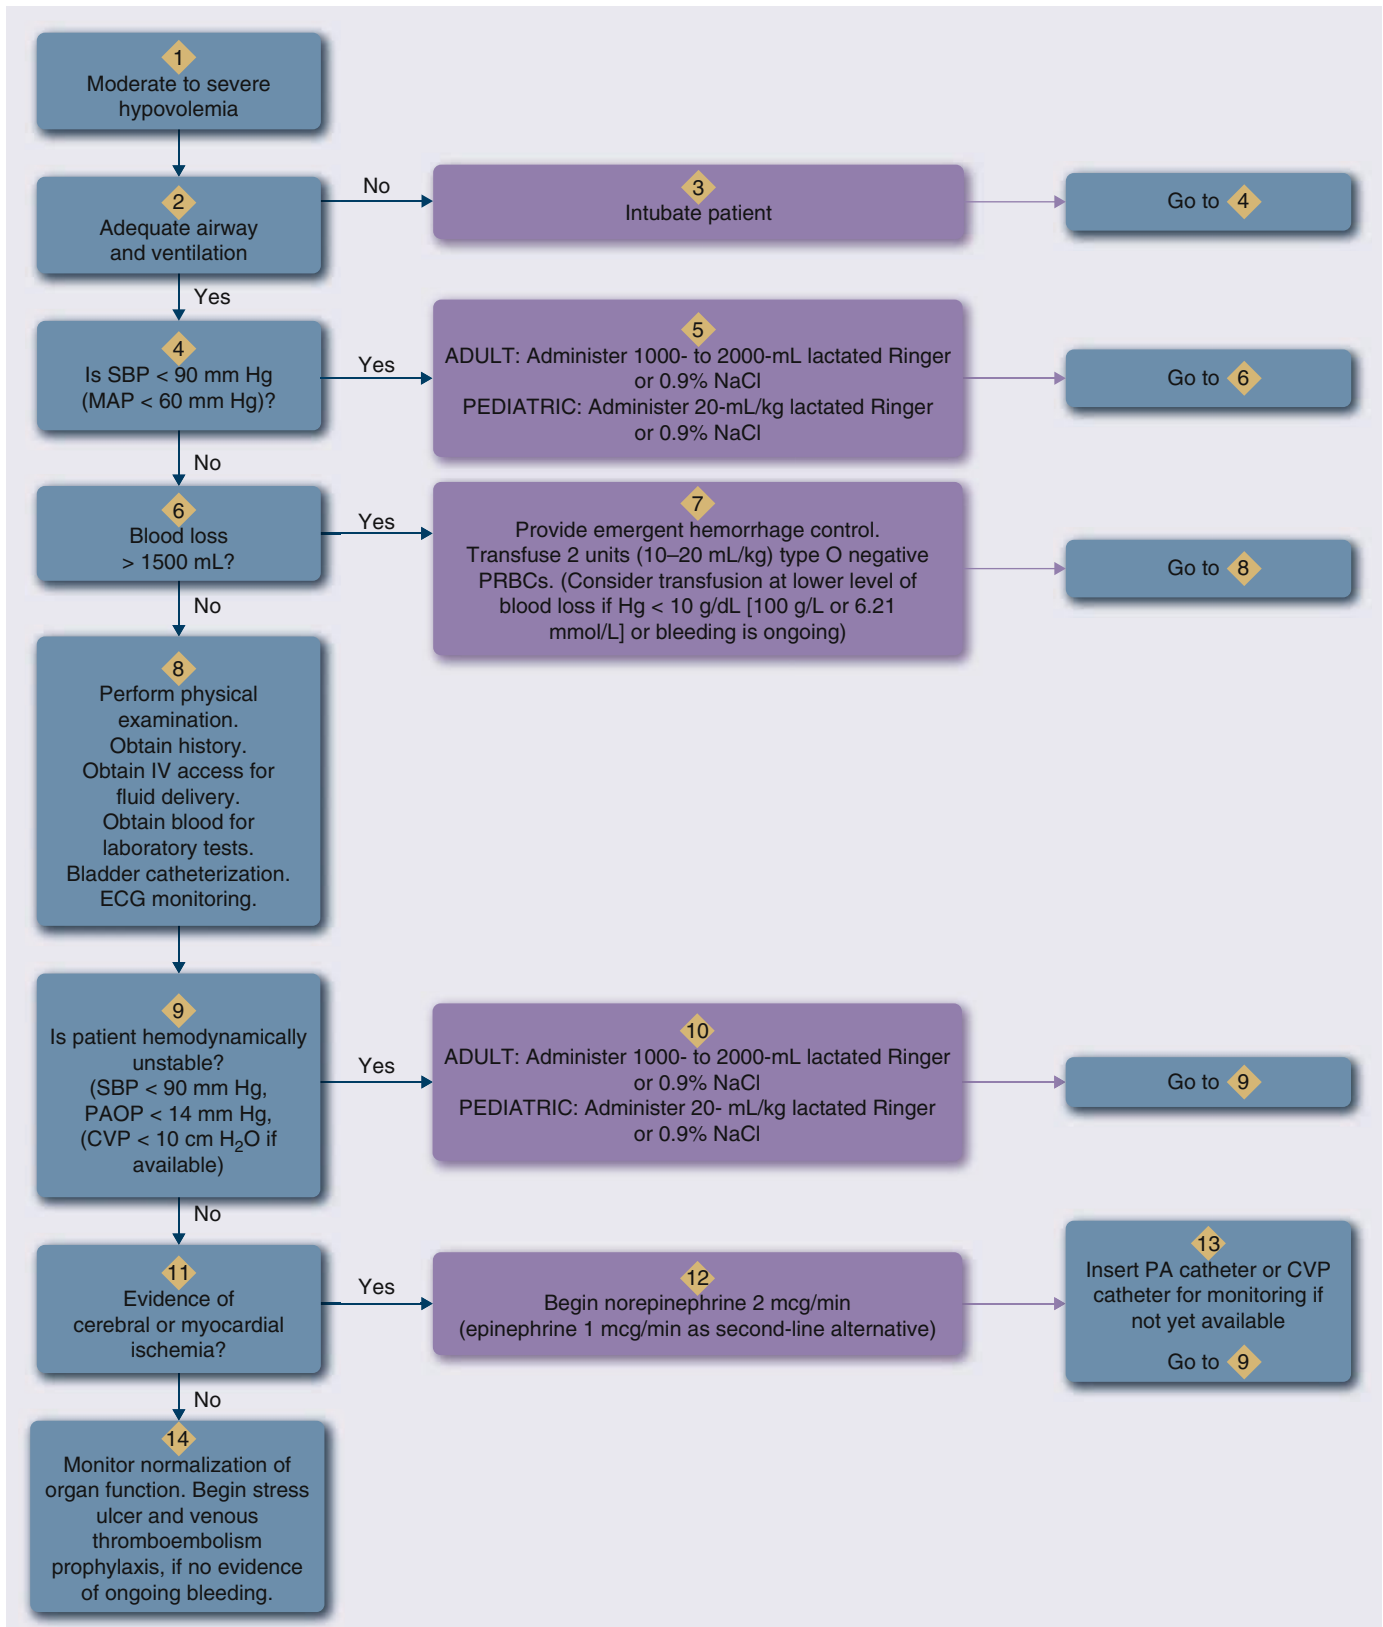 1
Moderate to severe
hypovolemia
2
Adequate airway
and ventilation
No
3
Intubate patient
Go to 4
Yes
4
Is SBP < 90 mm Hg
(MAP < 60 mm Hg)?
Yes
5
ADULT: Administer 1000- to 2000-mL lactated Ringer
or 0.9% NaCl
PEDIATRIC: Administer 20-mL/kg lactated Ringer
or 0.9% NaCl
Go to 6
No
6
Blood loss
> 1500 mL?
Yes
7
Provide emergent hemorrhage control.
Transfuse 2 units (10–20 mL/kg) type O negative
PRBCs. (Consider transfusion at lower level of
blood loss if Hg < 10 g/dL [100 g/L or 6.21
mmol/L] or bleeding is ongoing)
Go to 8
No
8
Perform physical
examination.
Obtain history.
Obtain IV access for
fluid delivery.
Obtain blood for
laboratory tests.
Bladder catheterization.
ECG monitoring.
9
Is patient hemodynamically
unstable?
(SBP < 90 mm Hg,
PAOP < 14 mm Hg,
(CVP < 10 cm H₂O if
available)
Yes
10
ADULT: Administer 1000- to 2000-mL lactated Ringer
or 0.9% NaCl
PEDIATRIC: Administer 20- mL/kg lactated Ringer
or 0.9% NaCl
Go to 9
No
11
Evidence of
cerebral or myocardial
ischemia?
Yes
12
Begin norepinephrine 2 mcg/min
(epinephrine 1 mcg/min as second-line alternative)
13
Insert PA catheter or CVP
catheter for monitoring if
not yet available
Go to 9
No
14
Monitor normalization of
organ function. Begin stress
ulcer and venous
thromboembolism
prophylaxis, if no evidence
of ongoing bleeding.